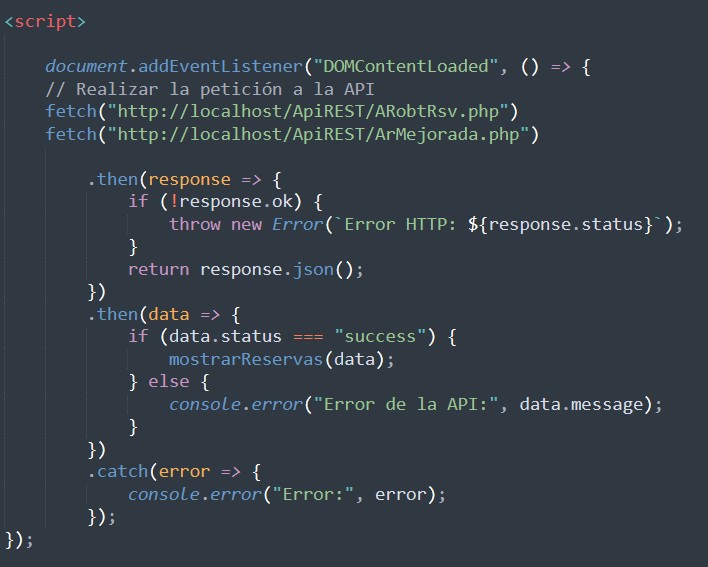 <script>
document.addEventListener("DOMContentLoaded", () => {
// Realizar la petición a la API
fetch("http://localhost/ApiREST/ARobtRsv.php")
fetch("http://localhost/ApiREST/ArMejorada.php")
.then(response => {
if (!response.ok) {
throw new Error(`Error HTTP: ${response.status}`);
}
return response.json();
})
.then(data => {
if (data.status === "success") {
mostrarReservas(data);
} else {
console.error("Error de la API:", data.message);
}
})
.catch(error => {
console.error("Error:", error);
});
});